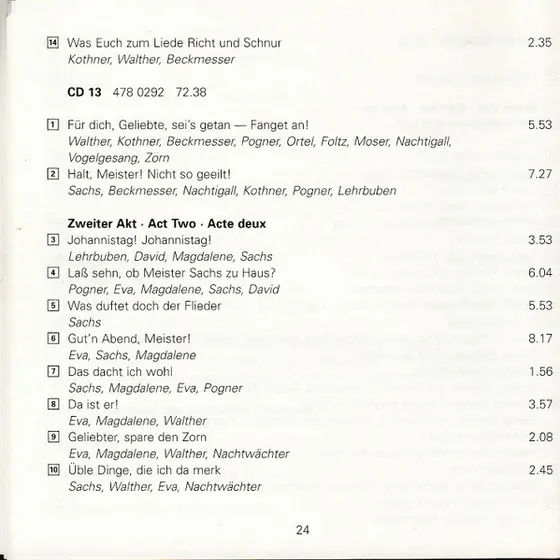 14 Was Euch zum Liede Richt und Schnur 2.35
Kothner, Walther, Beckmesser
CD 13 478 0292 72.38
1 Für dich, Geliebte, sei's getan — Fanget an! 5.53
Walther, Kothner, Beckmesser, Pogner, Ortel, Foltz, Moser, Nachtigall,
Vogelgesang, Zorn
2 Halt, Meister! Nicht so geeilt! 7.27
Sachs, Beckmesser, Nachtigall, Kothner, Pogner, Lehrbuben
Zweiter Akt · Act Two · Acte deux
3 Johannistag! Johannistag! 3.53
Lehrbuben, David, Magdalene, Sachs
4 Laß sehn, ob Meister Sachs zu Haus? 6.04
Pogner, Eva, Magdalene, Sachs, David
5 Was duftet doch der Flieder 5.53
Sachs
6 Gut'n Abend, Meister! 8.17
Eva, Sachs, Magdalene
7 Das dacht ich wohl 1.56
Sachs, Magdalene, Eva, Pogner
8 Da ist er! 3.57
Eva, Magdalene, Walther
9 Geliebter, spare den Zorn 2.08
Eva, Magdalene, Walther, Nachtwächter
10 Üble Dinge, die ich da merk 2.45
Sachs, Walther, Eva, Nachtwächter
24